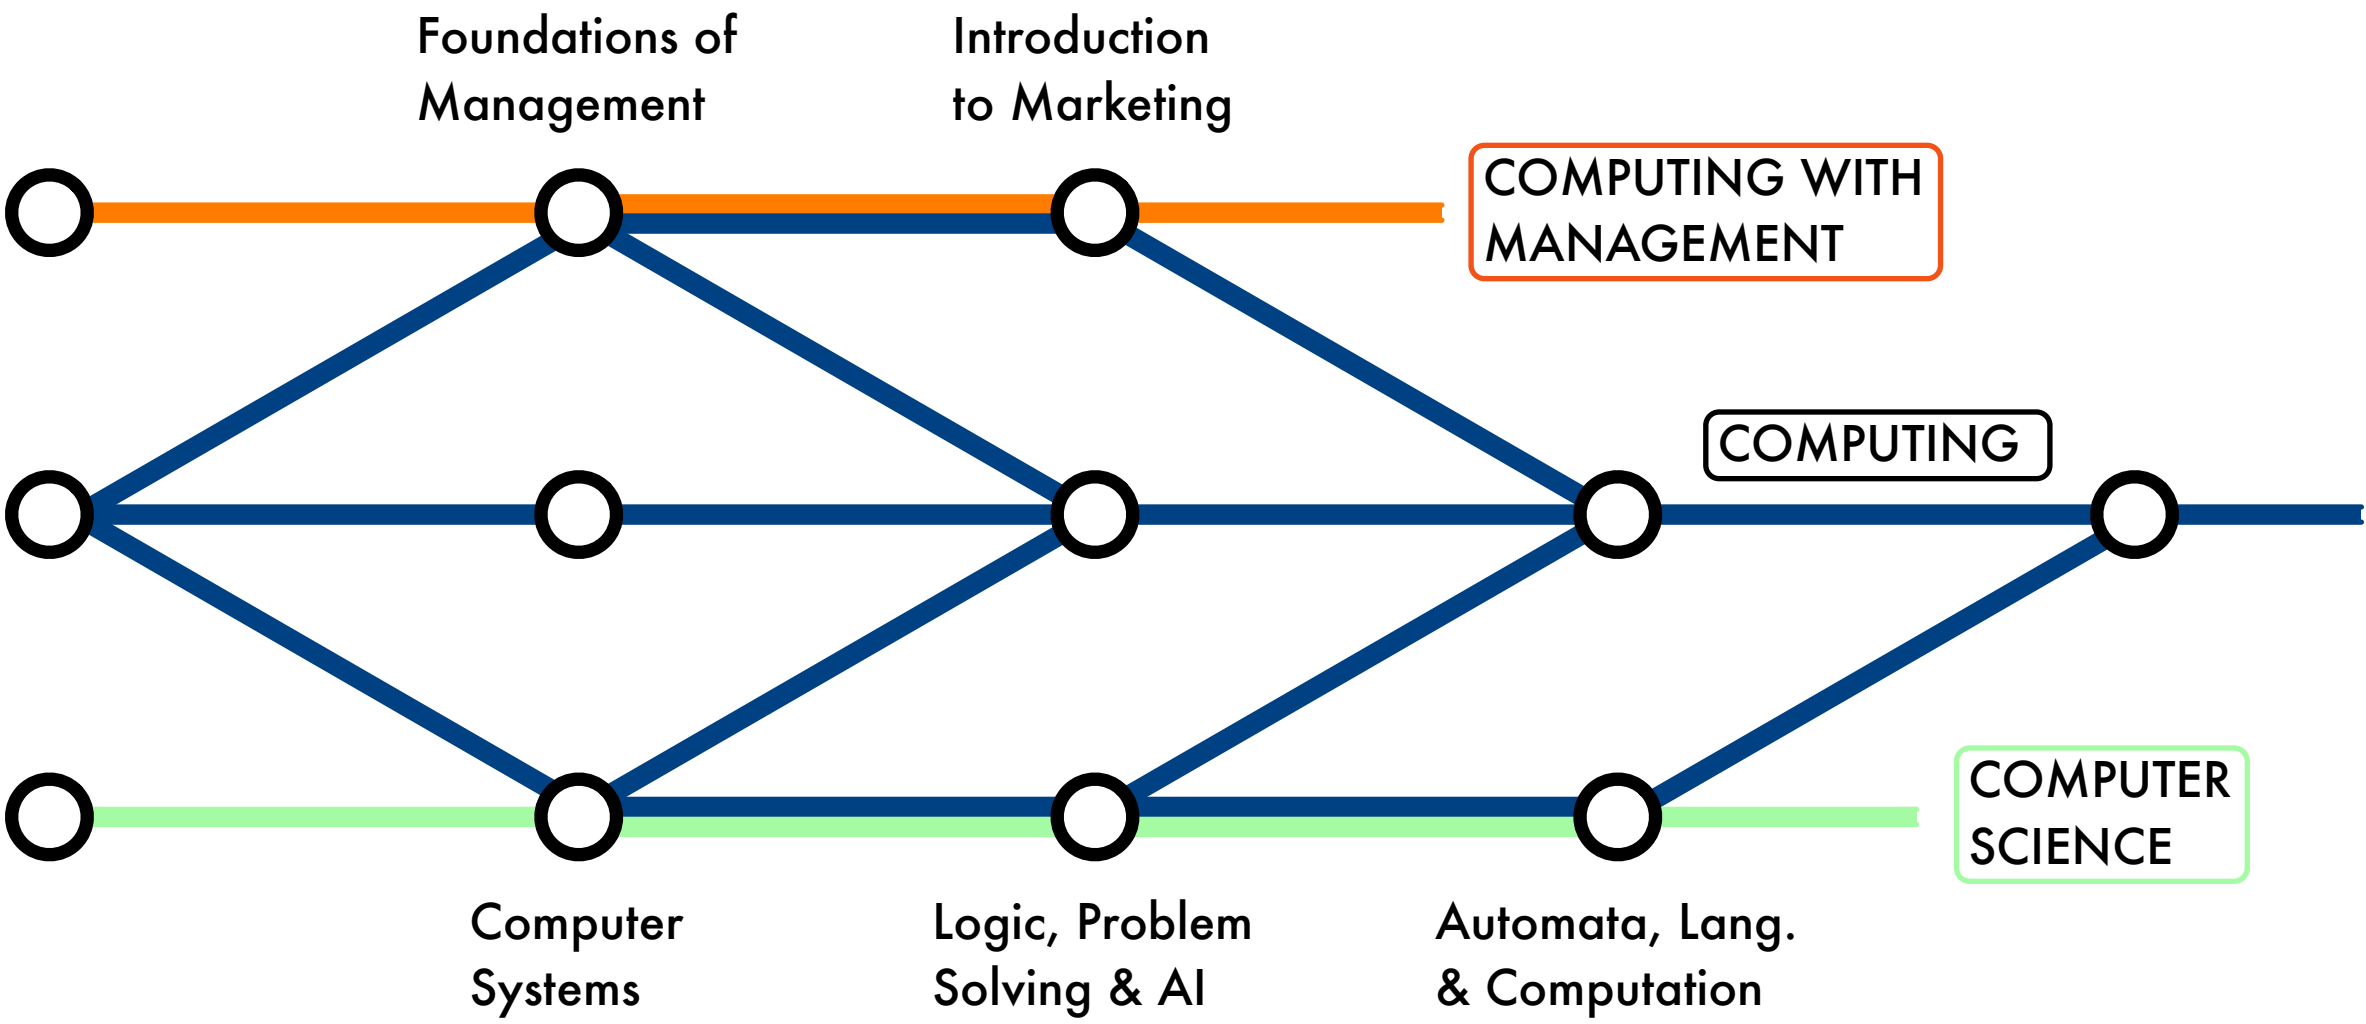 Foundations of
Management
Introduction
to Marketing
COMPUTING WITH
MANAGEMENT
COMPUTING
COMPUTER
SCIENCE
Computer
Systems
Logic, Problem
Solving & AI
Automata, Lang.
& Computation